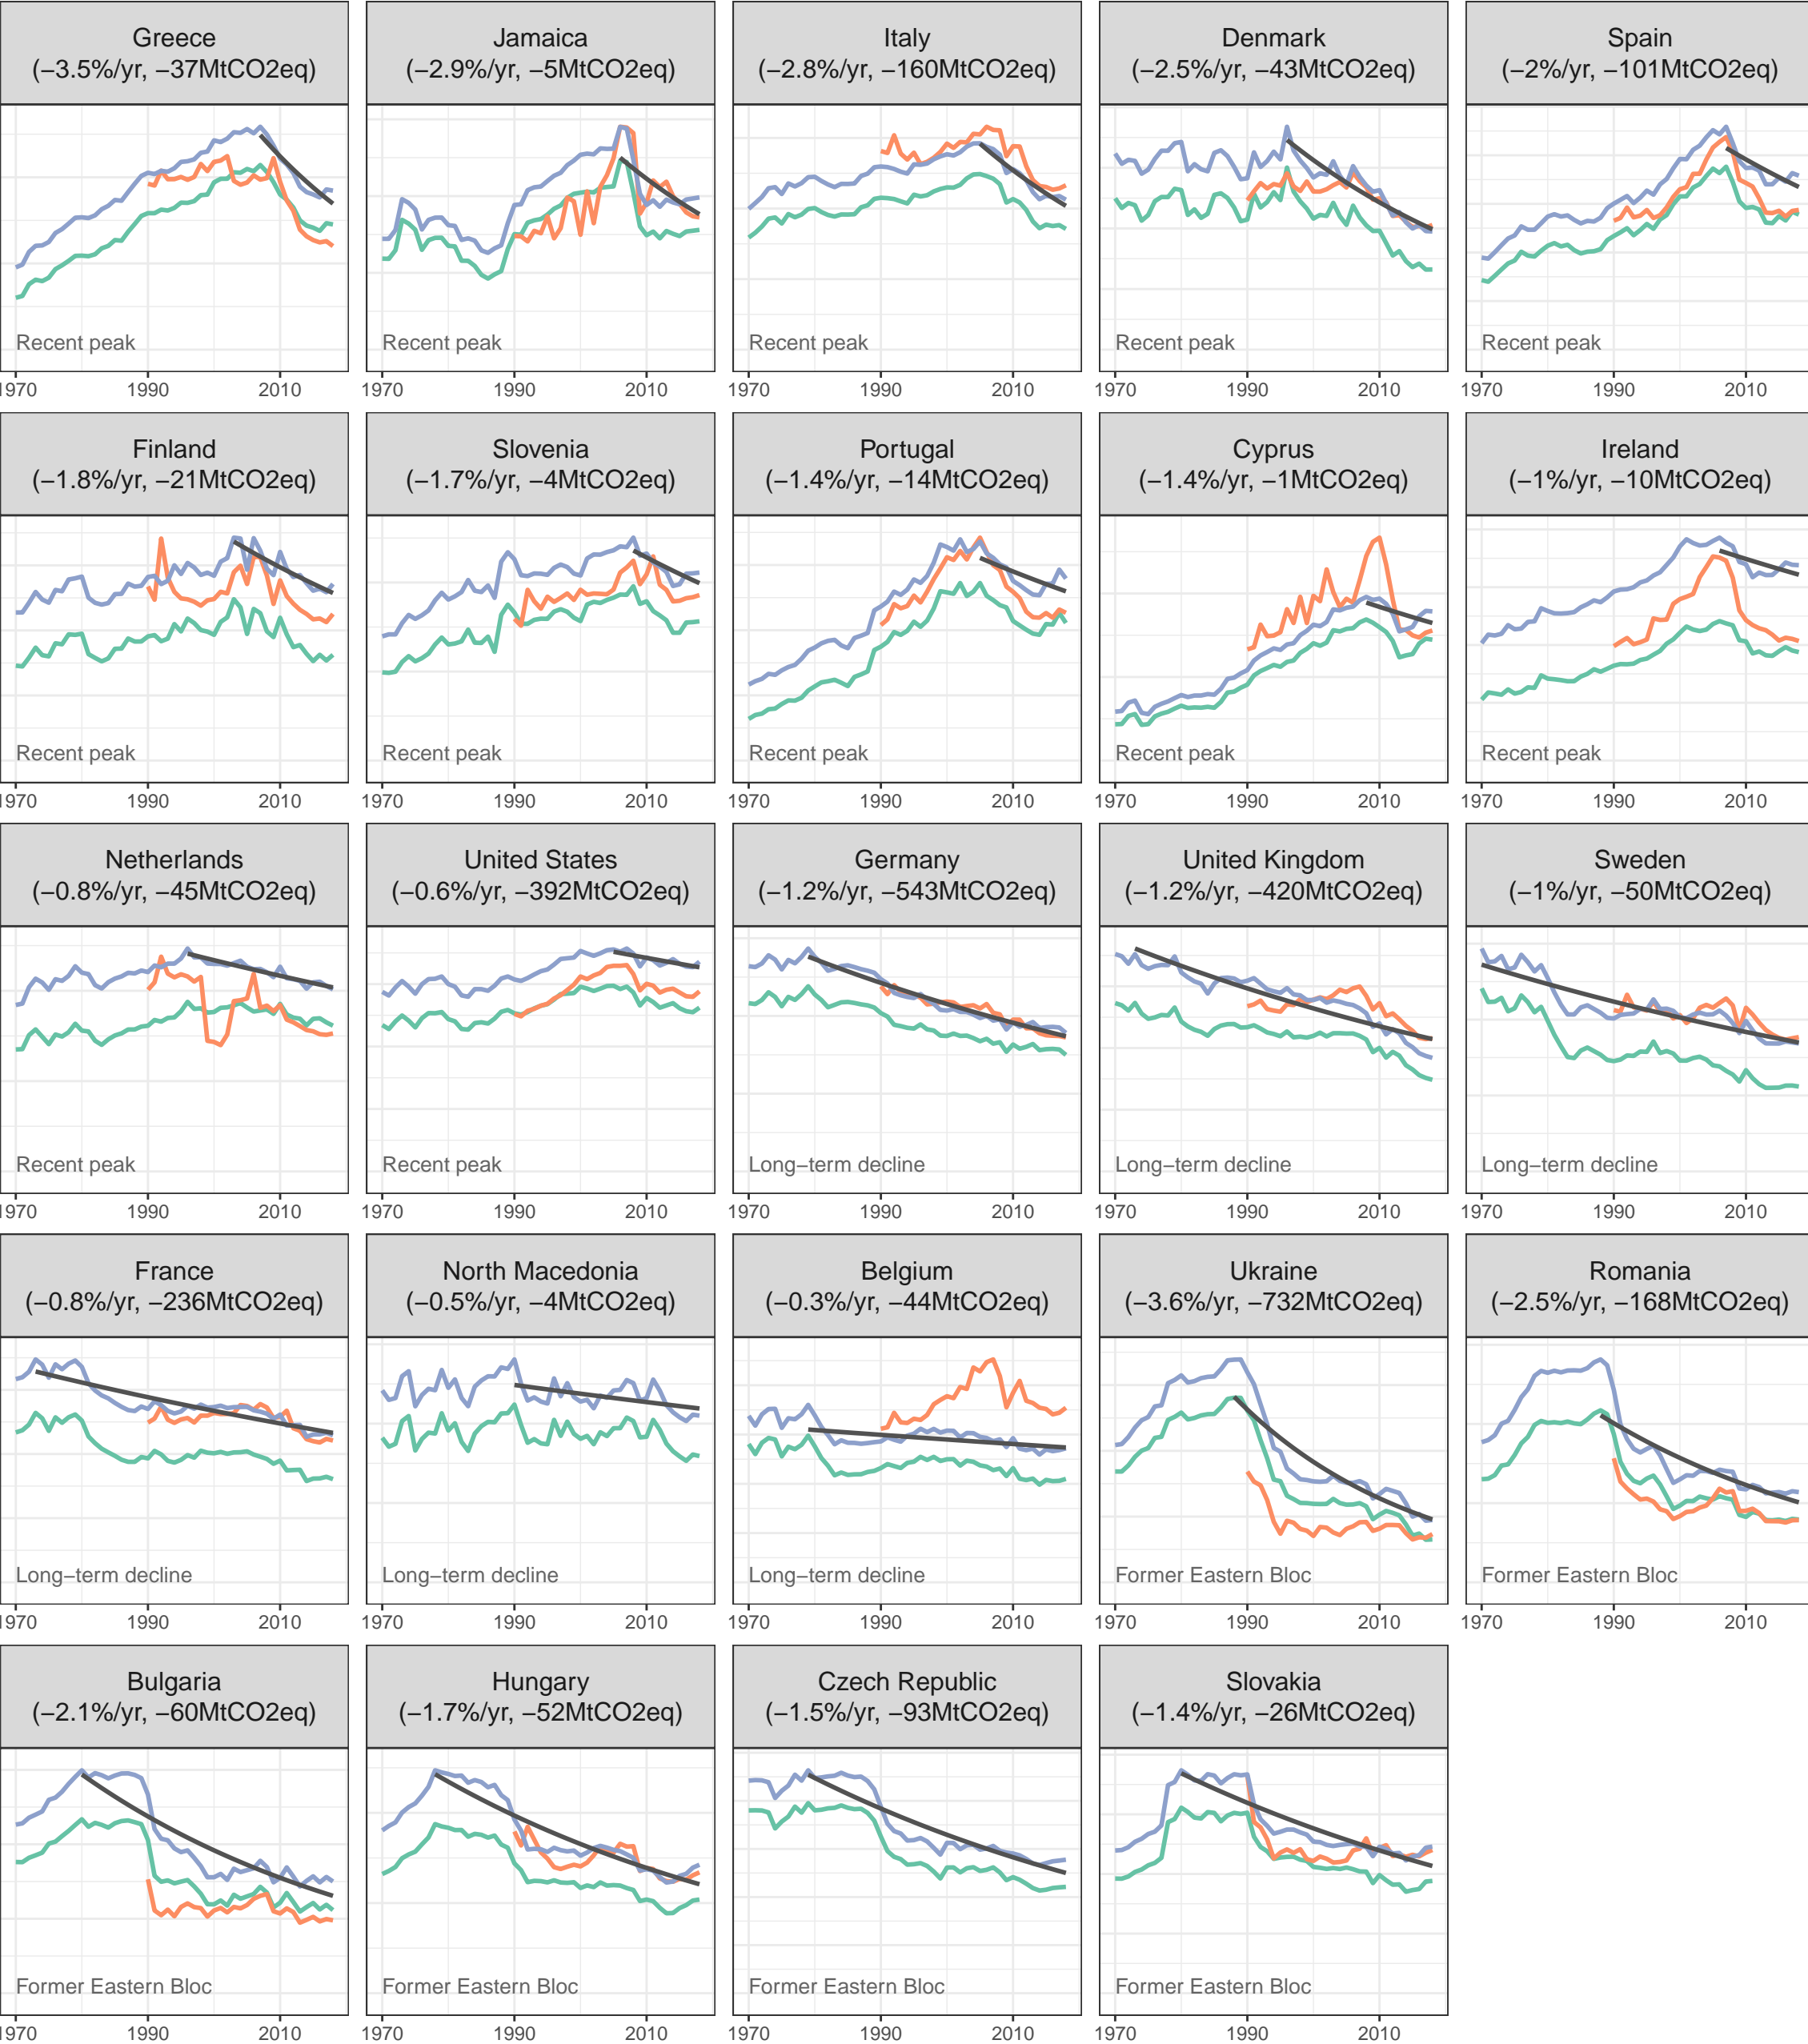 Greece
(−3.5%/yr, −37MtCO2eq)
Jamaica
(−2.9%/yr, −5MtCO2eq)
Italy
(−2.8%/yr, −160MtCO2eq)
Denmark
(−2.5%/yr, −43MtCO2eq)
Spain
(−2%/yr, −101MtCO2eq)
Recent peak
Recent peak
Recent peak
Recent peak
Recent peak
1970 1990 2010
1970 1990 2010
1970 1990 2010
1970 1990 2010
1970 1990 2010
Finland
(−1.8%/yr, −21MtCO2eq)
Slovenia
(−1.7%/yr, −4MtCO2eq)
Portugal
(−1.4%/yr, −14MtCO2eq)
Cyprus
(−1.4%/yr, −1MtCO2eq)
Ireland
(−1%/yr, −10MtCO2eq)
Recent peak
Recent peak
Recent peak
Recent peak
Recent peak
1970 1990 2010
1970 1990 2010
1970 1990 2010
1970 1990 2010
1970 1990 2010
Netherlands
(−0.8%/yr, −45MtCO2eq)
United States
(−0.6%/yr, −392MtCO2eq)
Germany
(−1.2%/yr, −543MtCO2eq)
United Kingdom
(−1.2%/yr, −420MtCO2eq)
Sweden
(−1%/yr, −50MtCO2eq)
Recent peak
Recent peak
Long−term decline
Long−term decline
Long−term decline
1970 1990 2010
1970 1990 2010
1970 1990 2010
1970 1990 2010
1970 1990 2010
France
(−0.8%/yr, −236MtCO2eq)
North Macedonia
(−0.5%/yr, −4MtCO2eq)
Belgium
(−0.3%/yr, −44MtCO2eq)
Ukraine
(−3.6%/yr, −732MtCO2eq)
Romania
(−2.5%/yr, −168MtCO2eq)
Long−term decline
Long−term decline
Long−term decline
Former Eastern Bloc
Former Eastern Bloc
1970 1990 2010
1970 1990 2010
1970 1990 2010
1970 1990 2010
1970 1990 2010
Bulgaria
(−2.1%/yr, −60MtCO2eq)
Hungary
(−1.7%/yr, −52MtCO2eq)
Czech Republic
(−1.5%/yr, −93MtCO2eq)
Slovakia
(−1.4%/yr, −26MtCO2eq)
Former Eastern Bloc
Former Eastern Bloc
Former Eastern Bloc
Former Eastern Bloc
1970 1990 2010
1970 1990 2010
1970 1990 2010
1970 1990 2010